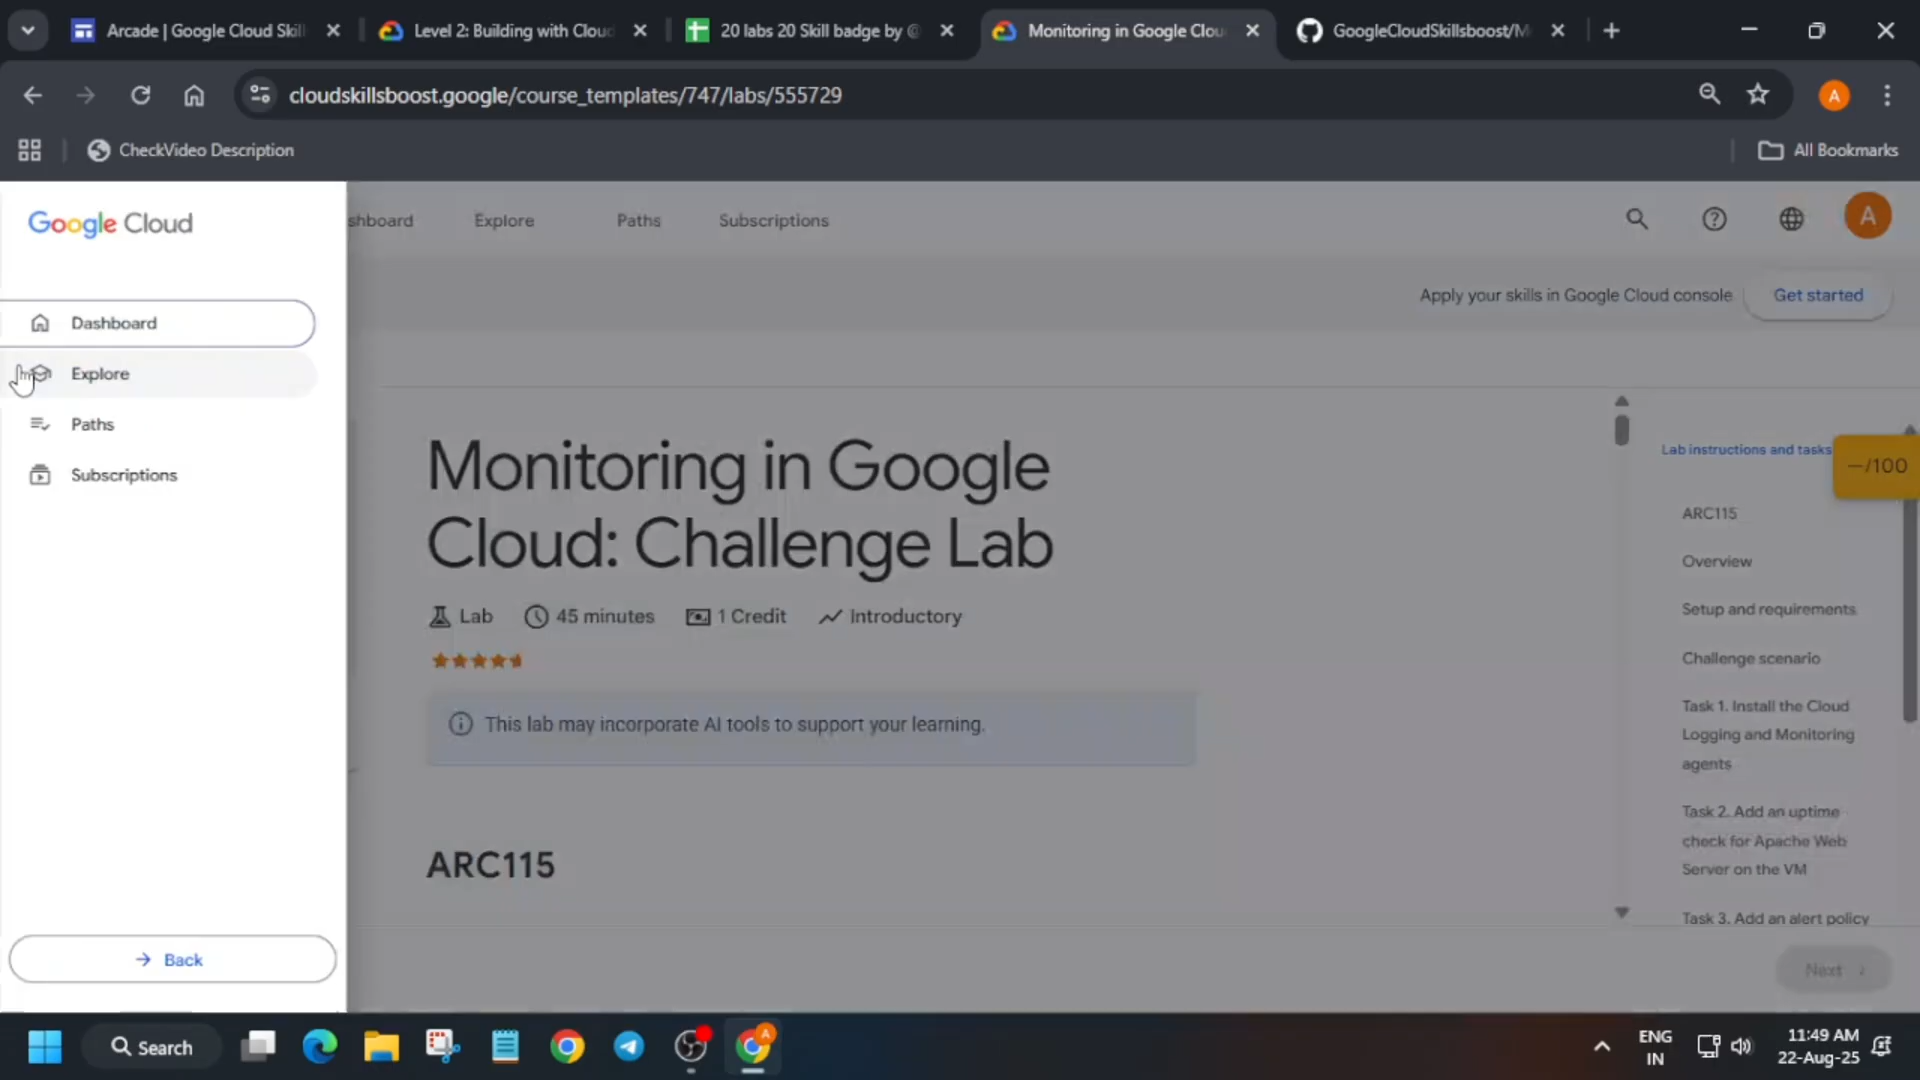 Arcade | Google Cloud Skil
Level 2: Building with Cloud
20 labs 20 Skill badge by @
Monitoring in Google Clou
GoogleCloudSkillsboost/M
cloudskillsboost.google/course_templates/747/labs/555729
A
CheckVideo Description
All Bookmarks
Google Cloud
shboard
Explore
Paths
Subscriptions
A
Apply your skills in Google Cloud console
Get started
Dashboard
Explore
Paths
Subscriptions
Back
Monitoring in Google
Cloud: Challenge Lab
Lab
45 minutes
1 Credit
Introductory
This lab may incorporate AI tools to support your learning.
ARC115
Lab instructions and tasks
—/100
ARC115
Overview
Setup and requirements
Challenge scenario
Task 1. Install the Cloud
Logging and Monitoring
agents
Task 2. Add an uptime
check for Apache Web
Server on the VM
Task 3. Add an alert policy
Next
Search
A
ENG
IN
11:49 AM
22-Aug-25